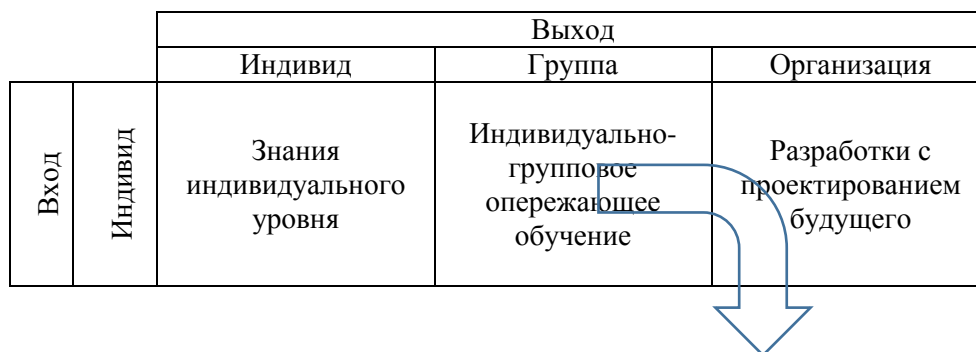 Выход
Индивид Группа Организация
Вход
Индивид
Знания
индивидуального
уровня
Индивидуально-
групповое
опережающее
обучение
Разработки с
проектированием
будущего